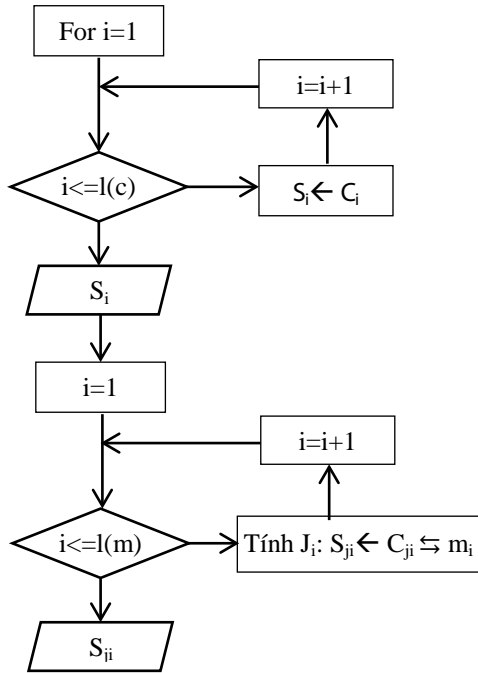 For i=1
i=i+1
i<=l(c)
Sᵢ← Cᵢ
Sᵢ
i=1
i=i+1
i<=l(m)
Tính Jᵢ: Sⱼᵢ← Cⱼᵢ ⇆ mᵢ
Sⱼᵢ